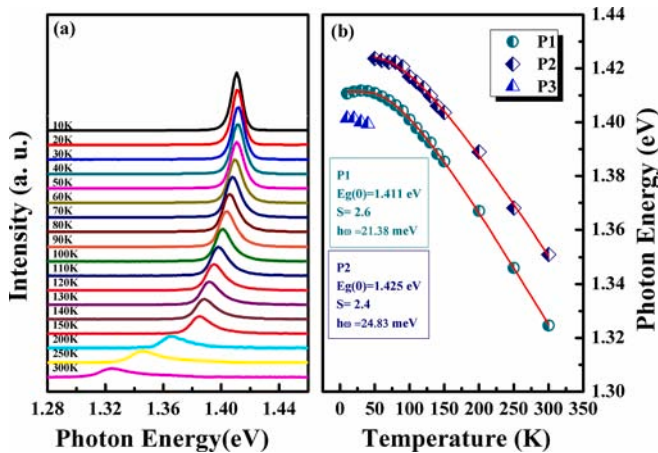 (a)
10K
20K
30K
40K
50K
60K
70K
80K
90K
100K
110K
120K
130K
140K
150K
200K
250K
300K
Intensity (a. u.)
1.28 1.32 1.36 1.40 1.44
Photon Energy(eV)
(b)
P1
P2
P3
P1
Eg(0)=1.411 eV
S= 2.6
hω =21.38 meV
P2
Eg(0)=1.425 eV
S= 2.4
hω =24.83 meV
0 50 100 150 200 250 300 350
Temperature (K)
1.44
1.42
1.40
1.38
1.36
1.34
1.32
1.30
Photon Energy (eV)